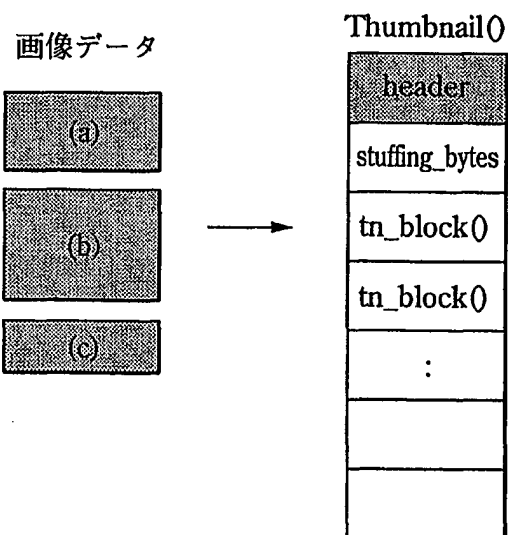 画像データ
(a)
(b)
(c)
Thumbnail()
header
stuffing_bytes
tn_block()
tn_block()
: